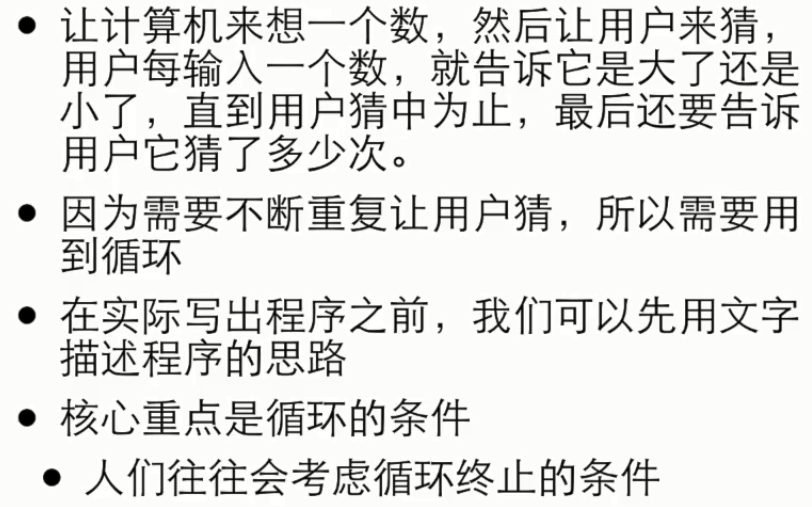 • 让计算机来想一个数，然后让用户来猜，
用户每输入一个数，就告诉它是大了还是
小了，直到用户猜中为止，最后还要告诉
用户它猜了多少次。
• 因为需要不断重复让用户猜，所以需要用
到循环
• 在实际写出程序之前，我们可以先用文字
描述程序的思路
• 核心重点是循环的条件
• 人们往往会考虑循环终止的条件